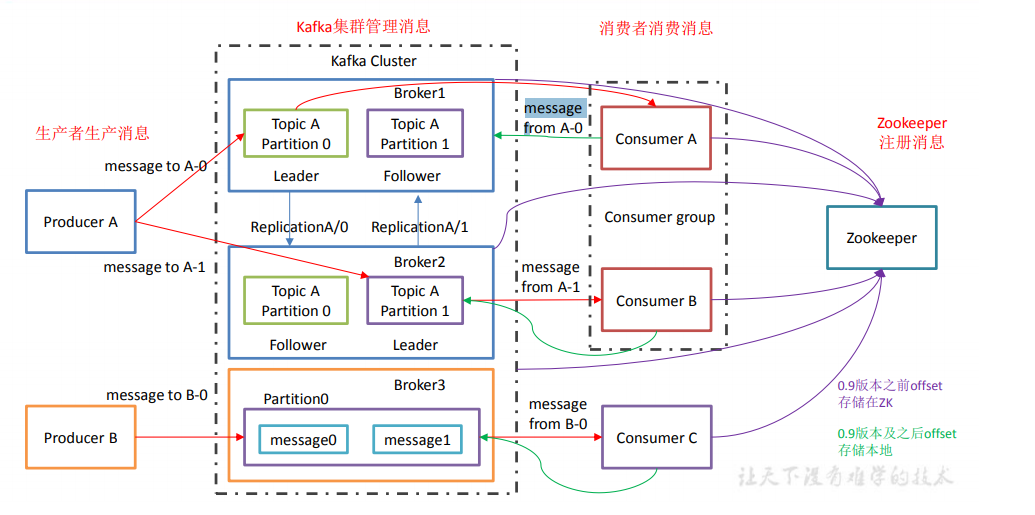 Kafka集群管理消息
消费者消费消息
Kafka Cluster
Broker1
生产者生产消息
Topic A
Partition 0
Topic A
Partition 1
message
from A-0
Consumer A
Zookeeper
注册消息
message to A-0
Leader
Follower
Producer A
ReplicationA/0
ReplicationA/1
Consumer group
Zookeeper
message to A-1
Broker2
message
from A-1
Topic A
Partition 0
Topic A
Partition 1
Consumer B
Follower
Leader
message to B-0
Broker3
Partition0
message
from B-0
0.9版本之前offset
存储在ZK
Producer B
message0
message1
Consumer C
0.9版本及之后offset
存储本地
让天下没有难学的技术